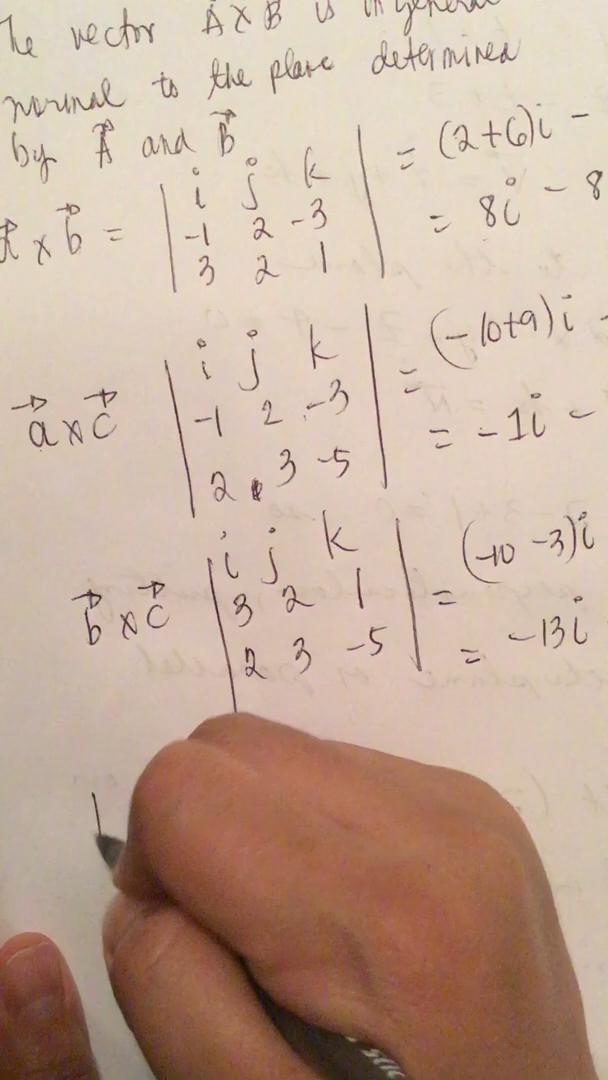 The vector A⃗ X B⃗ is in general
normal to the plane determined
by A⃗ and B⃗
x b⃗ = | i j k | = (2+6)i -
| -1 2 -3 | = 8i - 8
| 3 2 1 |
a⃗ x c⃗ | i j k | = (-10+9)i -
| -1 2 -3 | = -1i -
| 2 3 -5 |
b⃗ x c⃗ | i j k | = (-10 -3)i
| 3 2 1 | = -13i
| 2 3 -5 |